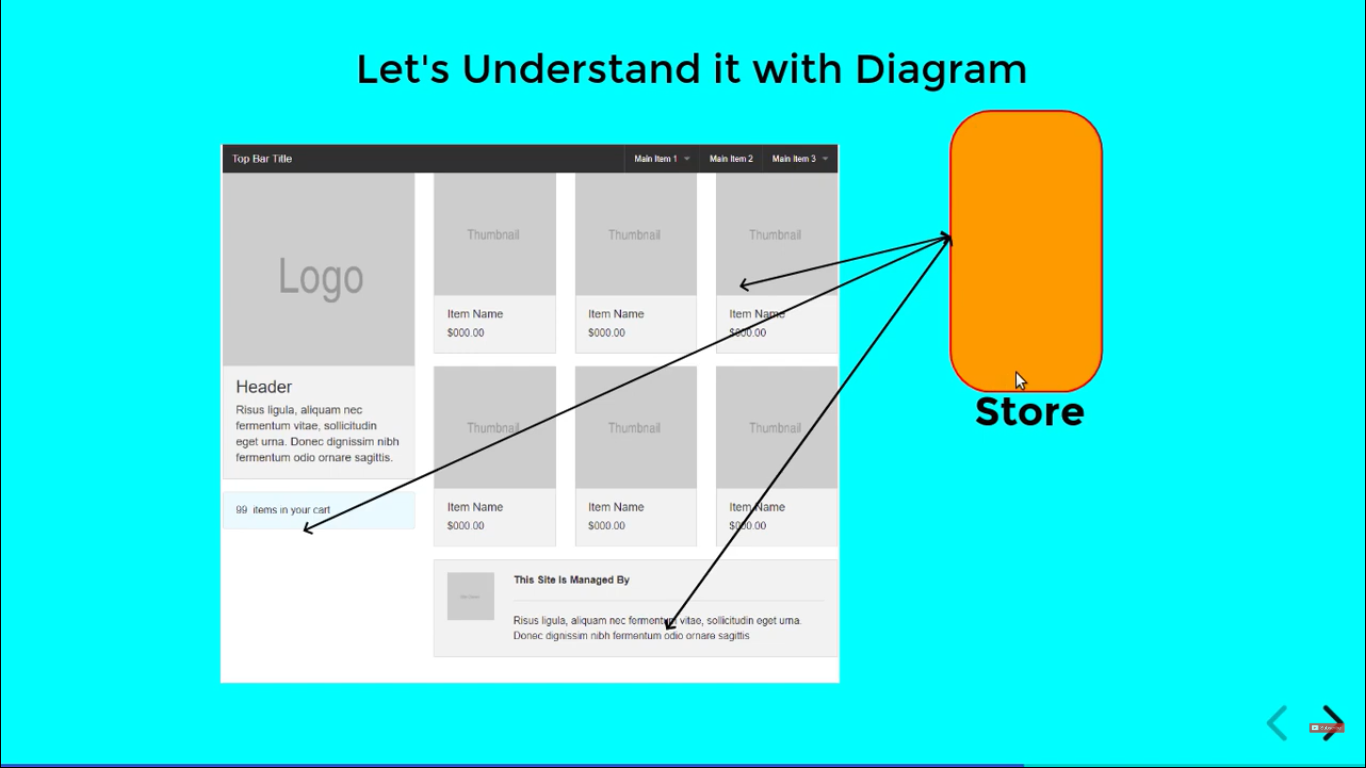 Let's Understand it with Diagram
Top Bar Title
Main Item 1
Main Item 2
Main Item 3
Logo
Header
Risus ligula, aliquam nec
fermentum vitae, sollicitudin
eget urna. Donec dignissim nibh
fermentum odio ornare sagittis.
99 items in your cart
Thumbnail
Thumbnail
Thumbnail
Item Name
$000.00
Item Name
$000.00
Item Name
$000.00
Thumbnail
Thumbnail
Thumbnail
Item Name
$000.00
Item Name
$000.00
Item Name
$000.00
This Site Is Managed By
Risus ligula, aliquam nec fermentum vitae, sollicitudin eget urna.
Donec dignissim nibh fermentum odio ornare sagittis
Store